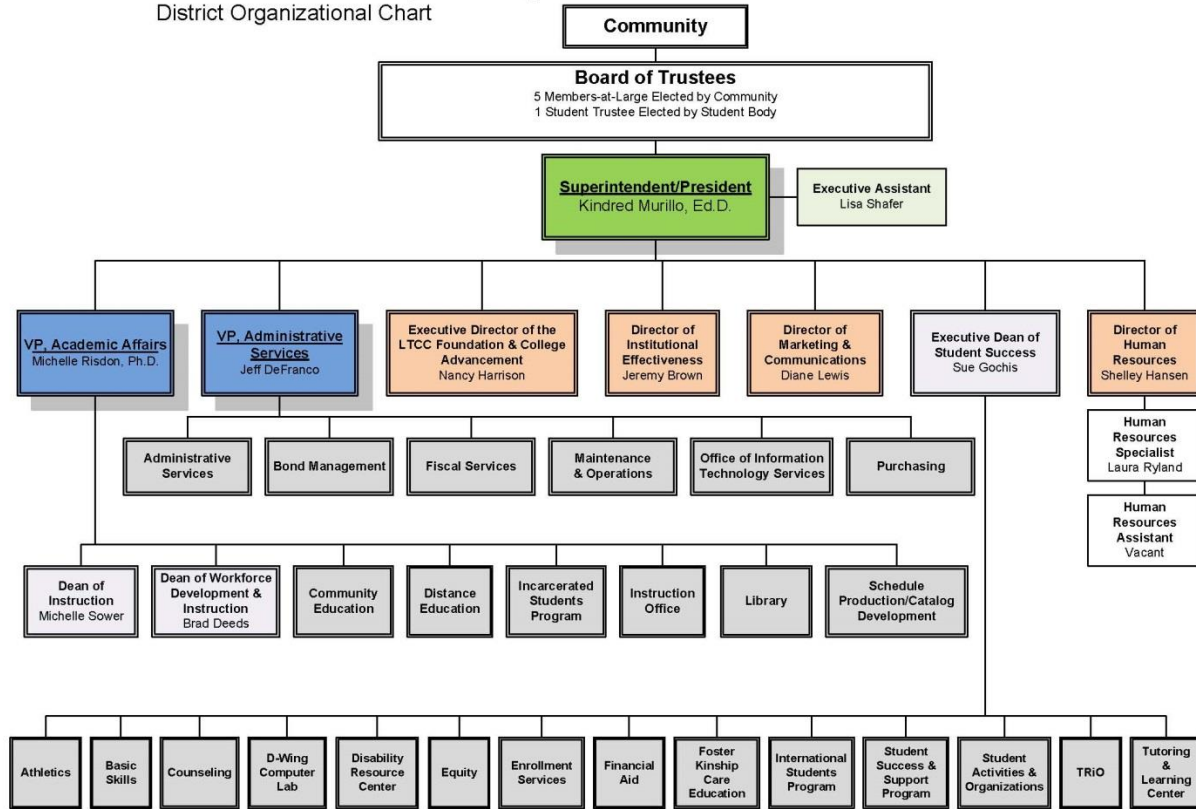 District Organizational Chart
Community
Board of Trustees
5 Members-at-Large Elected by Community
1 Student Trustee Elected by Student Body
Superintendent/President
Kindred Murillo, Ed.D.
Executive Assistant
Lisa Shafer
VP, Academic Affairs
Michelle Risdon, Ph.D.
VP, Administrative
Services
Jeff DeFranco
Executive Director of the
LTCC Foundation & College
Advancement
Nancy Harrison
Director of
Institutional
Effectiveness
Jeremy Brown
Director of
Marketing &
Communications
Diane Lewis
Executive Dean of
Student Success
Sue Gochis
Director of
Human
Resources
Shelley Hansen
Human
Resources
Specialist
Laura Ryland
Human
Resources
Assistant
Vacant
Administrative
Services
Bond Management
Fiscal Services
Maintenance
& Operations
Office of Information
Technology Services
Purchasing
Dean of
Instruction
Michelle Sower
Dean of Workforce
Development &
Instruction
Brad Deeds
Community
Education
Distance
Education
Incarcerated
Students
Program
Instruction
Office
Library
Schedule
Production/Catalog
Development
Athletics
Basic
Skills
Counseling
D-Wing
Computer
Lab
Disability
Resource
Center
Equity
Enrollment
Services
Financial
Aid
Foster
Kinship
Care
Education
International
Students
Program
Student
Success &
Support
Program
Student
Activities &
Organizations
TRiO
Tutoring
&
Learning
Center